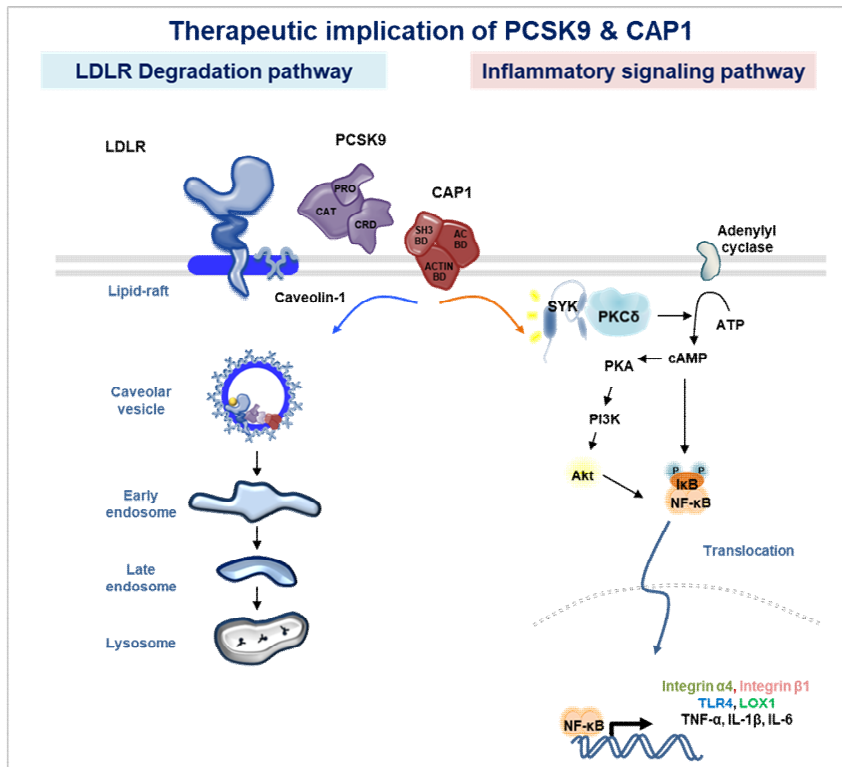 Therapeutic implication of PCSK9 & CAP1
LDLR Degradation pathway
Inflammatory signaling pathway
LDLR
PCSK9
PRO
CAT
CRD
CAP1
SH3
BD
AC
BD
ACTIN
BD
Adenylyl
cyclase
Lipid-raft
Caveolin-1
SYK
PKCδ
ATP
cAMP
PKA
PI3K
Akt
P
P
IκB
NF-κB
Caveolar
vesicle
Early
endosome
Late
endosome
Lysosome
Translocation
Integrin α4, Integrin β1
TLR4, LOX1
TNF-α, IL-1β, IL-6
NF-κB